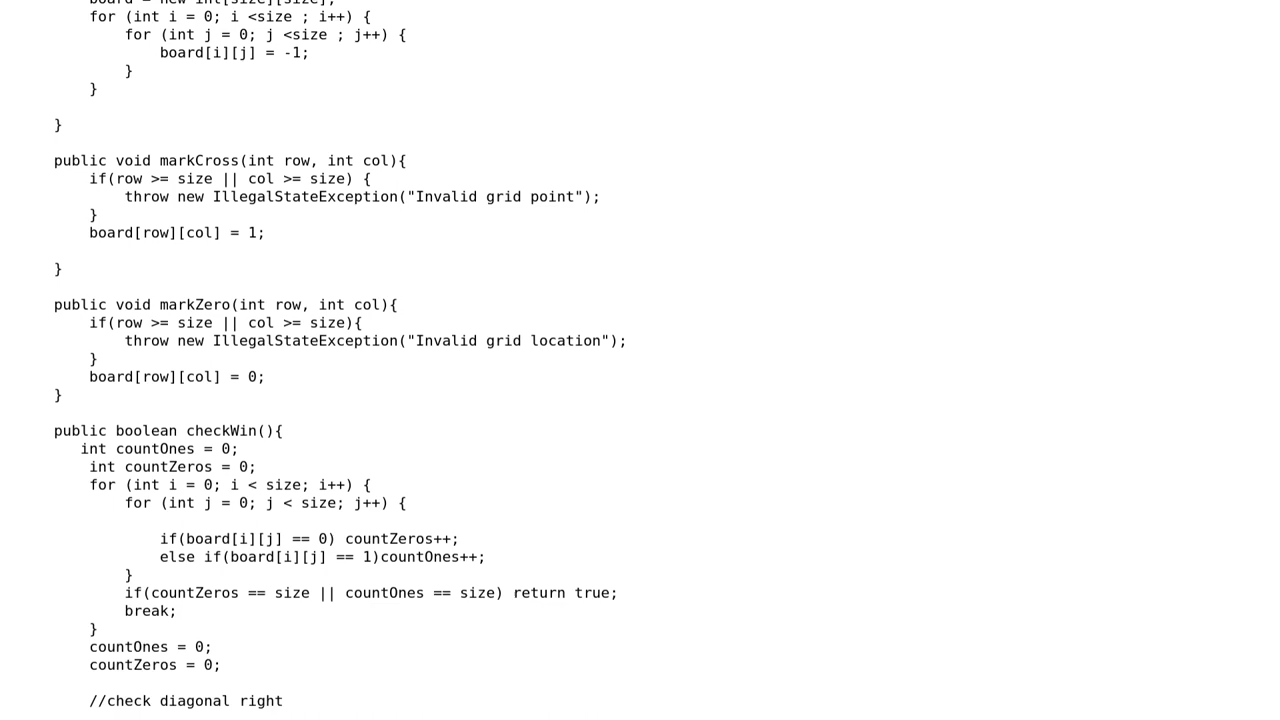 board = new int[size][size];
for (int i = 0; i <size ; i++) {
for (int j = 0; j <size ; j++) {
board[i][j] = -1;
}
}
}
public void markCross(int row, int col){
if(row >= size || col >= size) {
throw new IllegalStateException("Invalid grid point");
}
board[row][col] = 1;
}
public void markZero(int row, int col){
if(row >= size || col >= size){
throw new IllegalStateException("Invalid grid location");
}
board[row][col] = 0;
}
public boolean checkWin(){
int countOnes = 0;
int countZeros = 0;
for (int i = 0; i < size; i++) {
for (int j = 0; j < size; j++) {
if(board[i][j] == 0) countZeros++;
else if(board[i][j] == 1)countOnes++;
}
if(countZeros == size || countOnes == size) return true;
break;
}
countOnes = 0;
countZeros = 0;
//check diagonal right